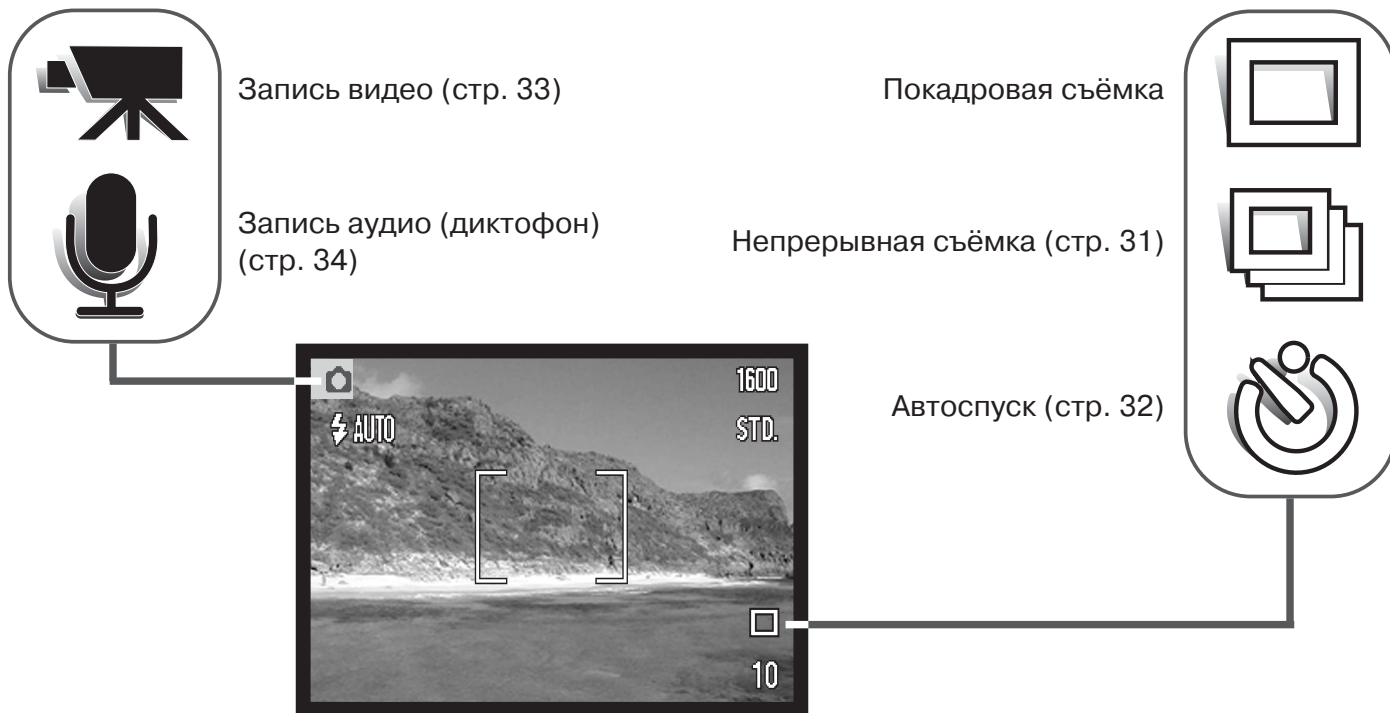 Запись видео (стр. 33)
Запись аудио (диктофон)
(стр. 34)
Покадровая съёмка
Непрерывная съёмка (стр. 31)
Автоспуск (стр. 32)
AUTO
1600
STD.
10